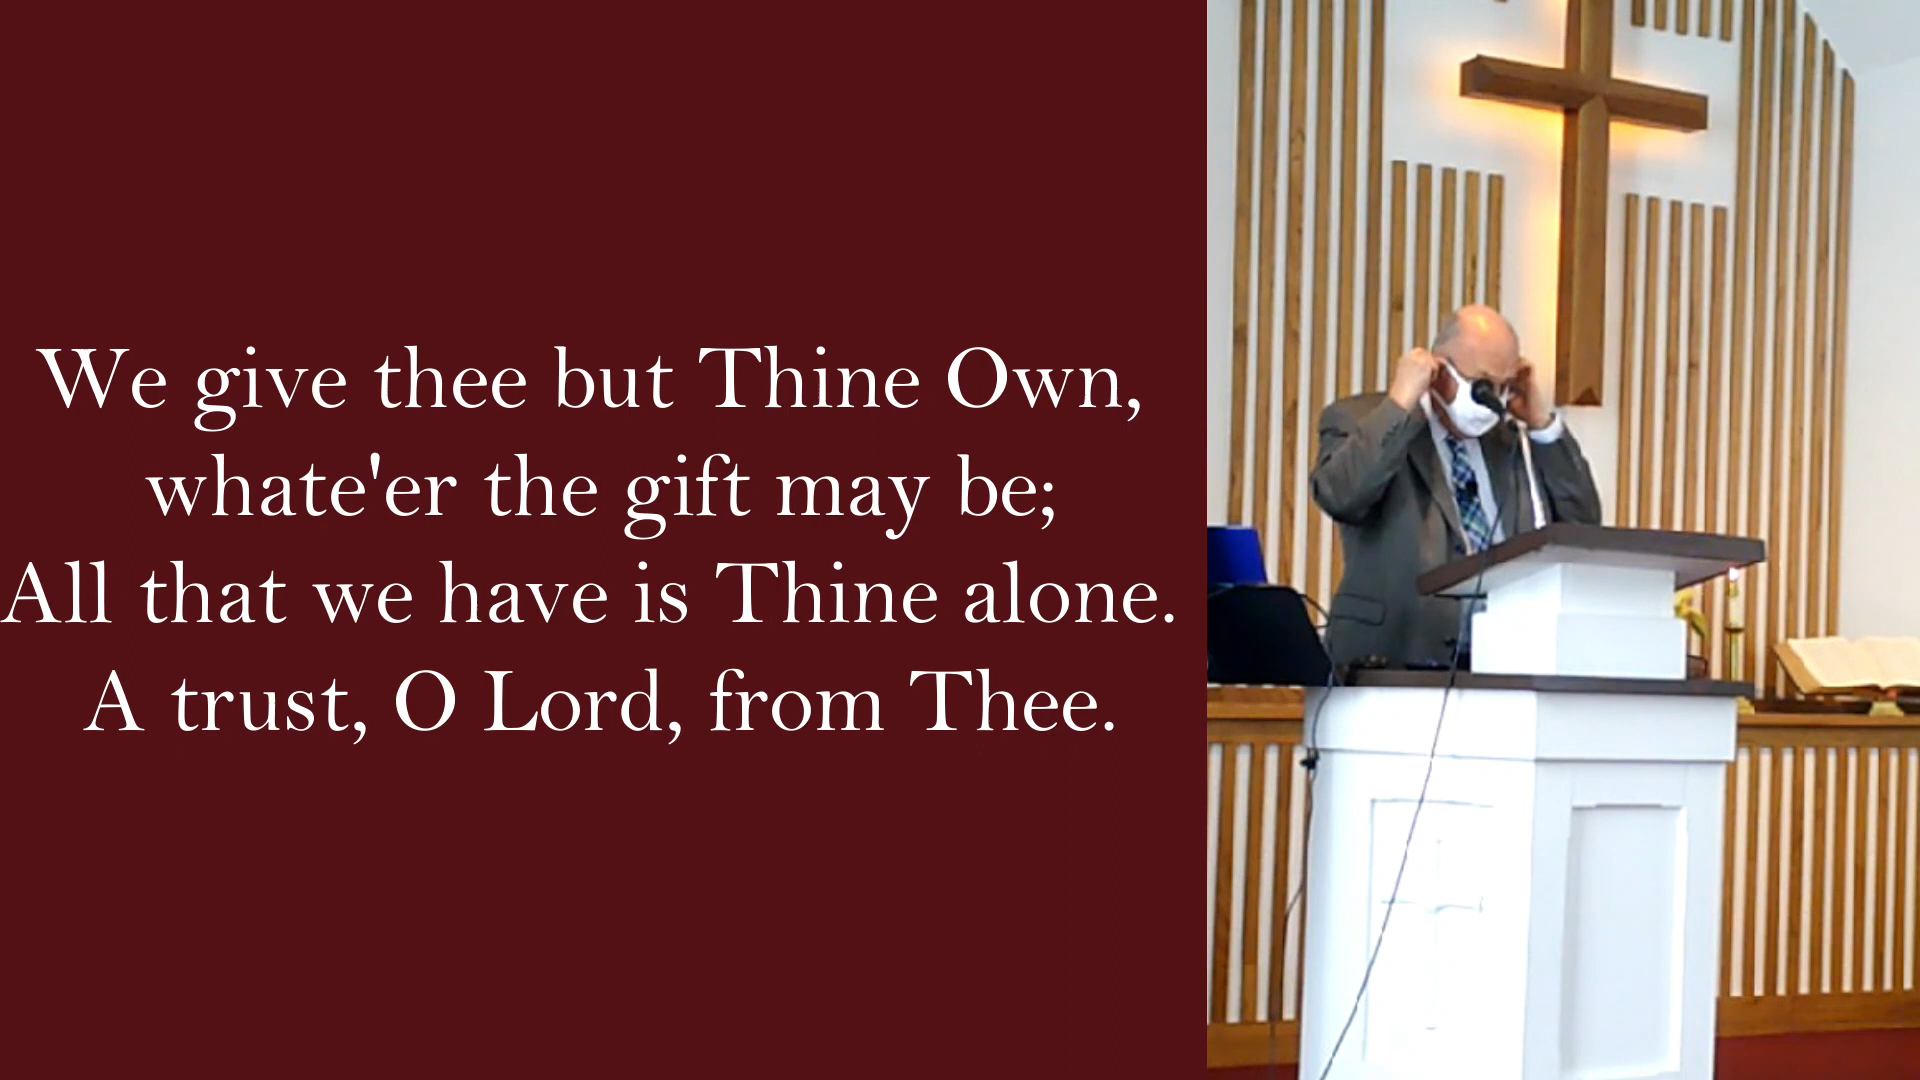 We give thee but Thine Own,
whate'er the gift may be;
All that we have is Thine alone.
A trust, O Lord, from Thee.